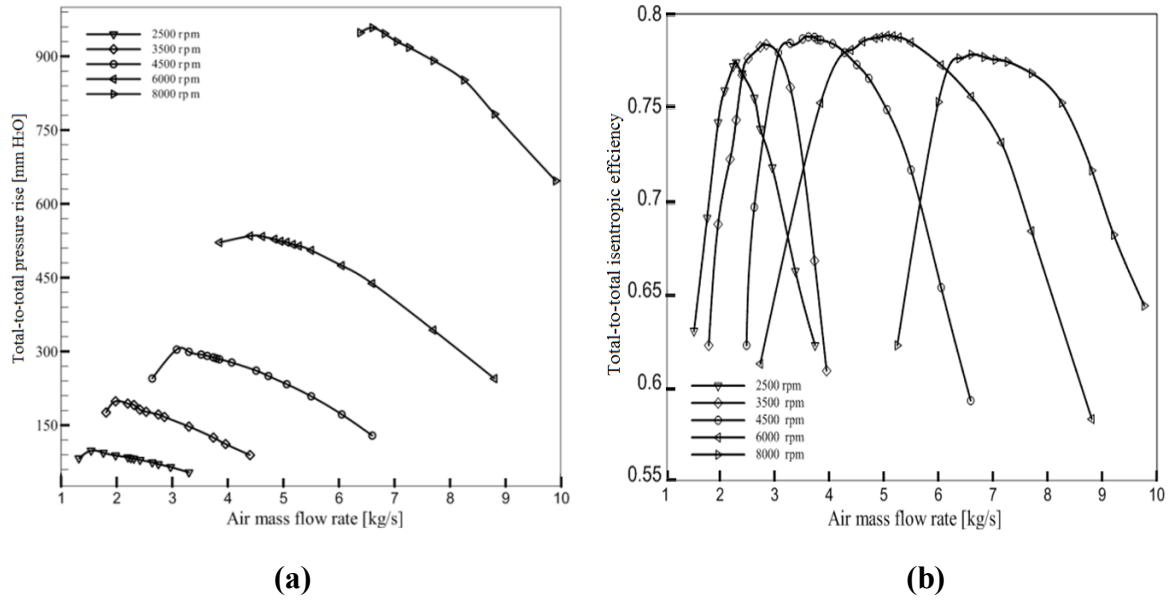 Total-to-total pressure rise [mm H2O]
900
750
600
450
300
150
2500 rpm
3500 rpm
4500 rpm
6000 rpm
8000 rpm
1 2 3 4 5 6 7 8 9 10
Air mass flow rate [kg/s]
(a)
Total-to-total isentropic effciency
0.8
0.75
0.7
0.65
0.6
0.55
2500 rpm
3500 rpm
4500 rpm
6000 rpm
8000 rpm
1 2 3 4 5 6 7 8 9 10
Air mass flow rate [kg/s]
(b)